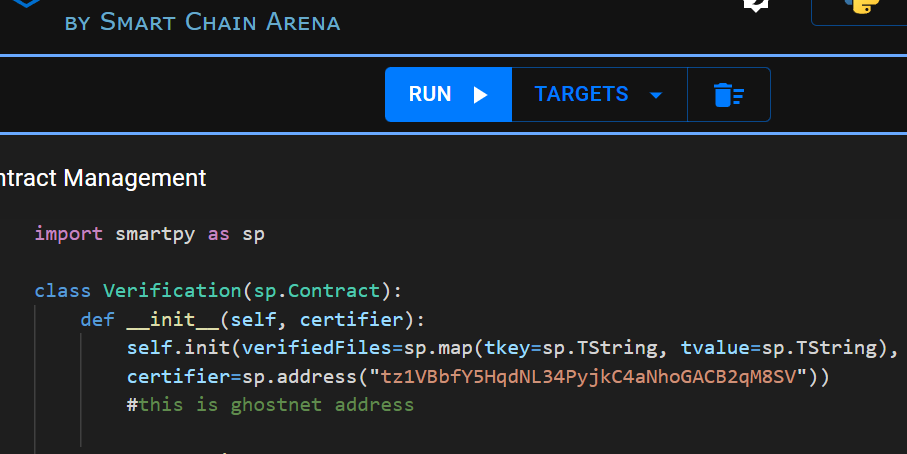 BY SMART CHAIN ARENA
RUN TARGETS
ntract Management
import smartpy as sp
class Verification(sp.Contract):
def __init__(self, certifier):
self.init(verifiedFiles=sp.map(tkey=sp.TString, tvalue=sp.TString),
certifier=sp.address("tz1VBbfY5HqdNL34PyjkC4aNhoGACB2qM8SV"))
#this is ghostnet address